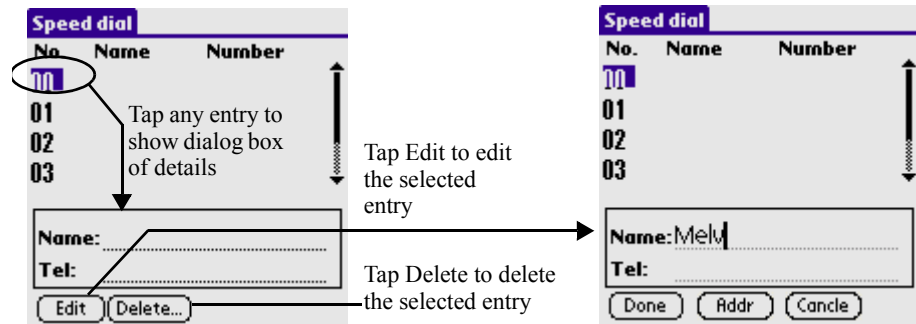 Speed dial
No. Name Number
00
01
02
03
Tap any entry to
show dialog box
of details
Name:
Tel:
Edit Delete...
Tap Edit to edit
the selected
entry
Tap Delete to delete
the selected entry
Speed dial
No. Name Number
00
01
02
03
Name: Melv
Tel:
Done Addr Cancle